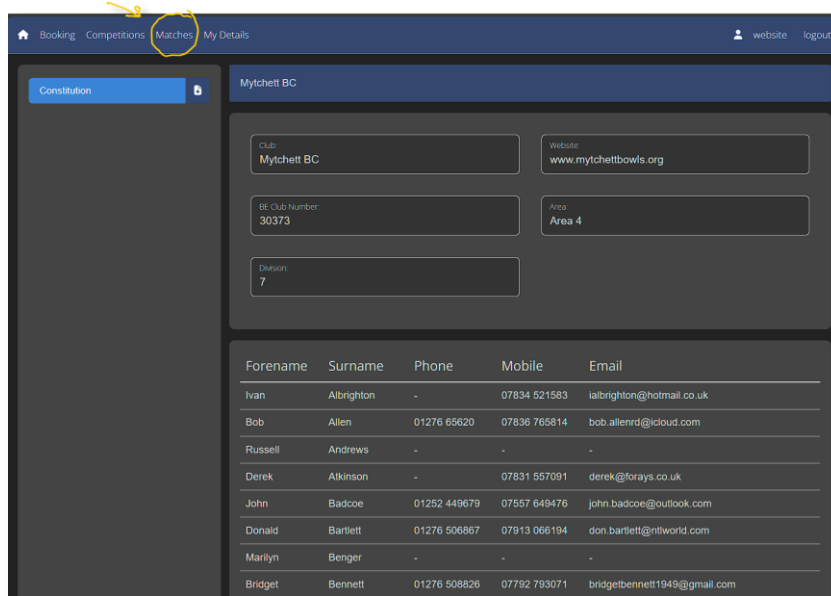 Booking Competitions Matches My Details website logout
Constitution
Mytchett BC
Club:
Mytchett BC
Website:
www.mytchettbowls.org
BE Club Number:
30373
Area:
Area 4
Division:
7
Forename Surname Phone Mobile Email
Ivan Albrighton - 07834 521583 ialbrighton@hotmail.co.uk
Bob Allen 01276 65620 07836 765814 bob.allenrd@icloud.com
Russell Andrews - - -
Derek Atkinson - 07831 557091 derek@forays.co.uk
John Badcoe 01252 449679 07557 649476 john.badcoe@outlook.com
Donald Bartlett 01276 506867 07913 066194 don.bartlett@ntlworld.com
Marilyn Benger - - -
Bridget Bennett 01276 508826 07792 793071 bridgetbennett1949@gmail.com